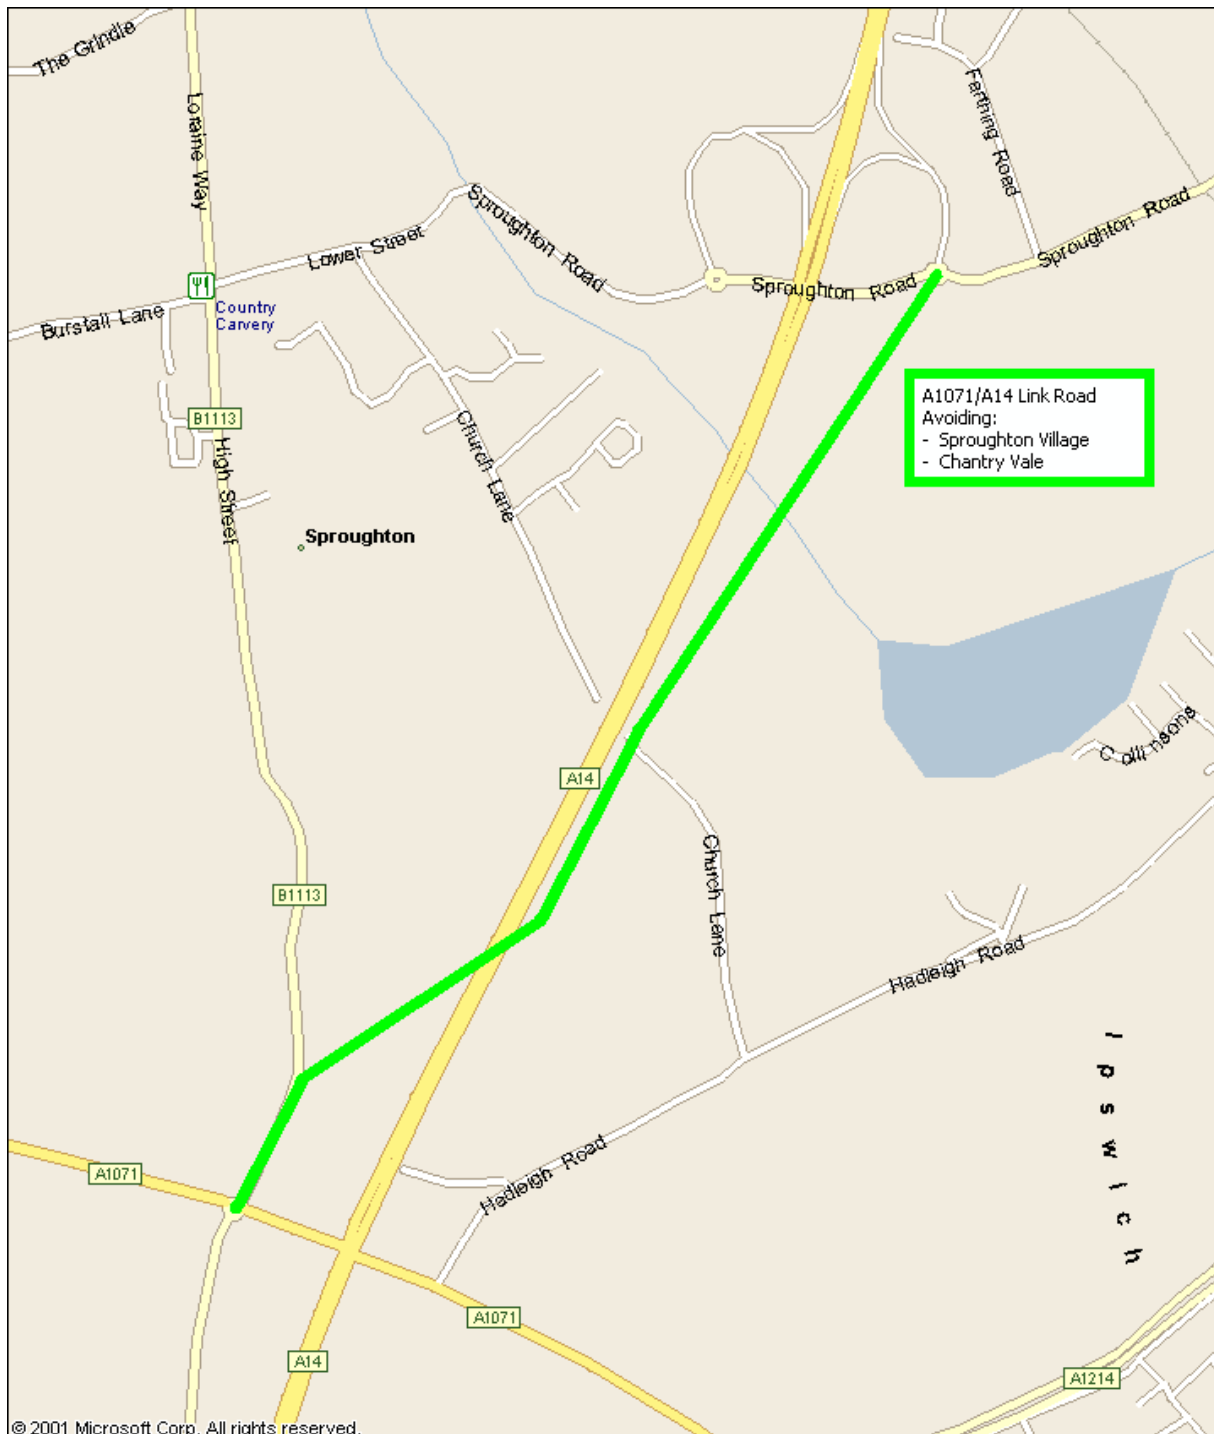 The Grindle
Loraine Way
Farthing Road
Sproughton Road
Lower Street
Sproughton Road
Sproughton Road
Burstall Lane
Country
Carvery
A1071/A14 Link Road
Avoiding:
- Sproughton Village
- Chantry Vale
B1113
High Street
Church Lane
Sproughton
Collinsons
A14
Church Lane
B1113
Hadleigh Road
Ipswich
Hadleigh Road
A1071
A1071
A14
A1214
© 2001 Microsoft Corp. All rights reserved.